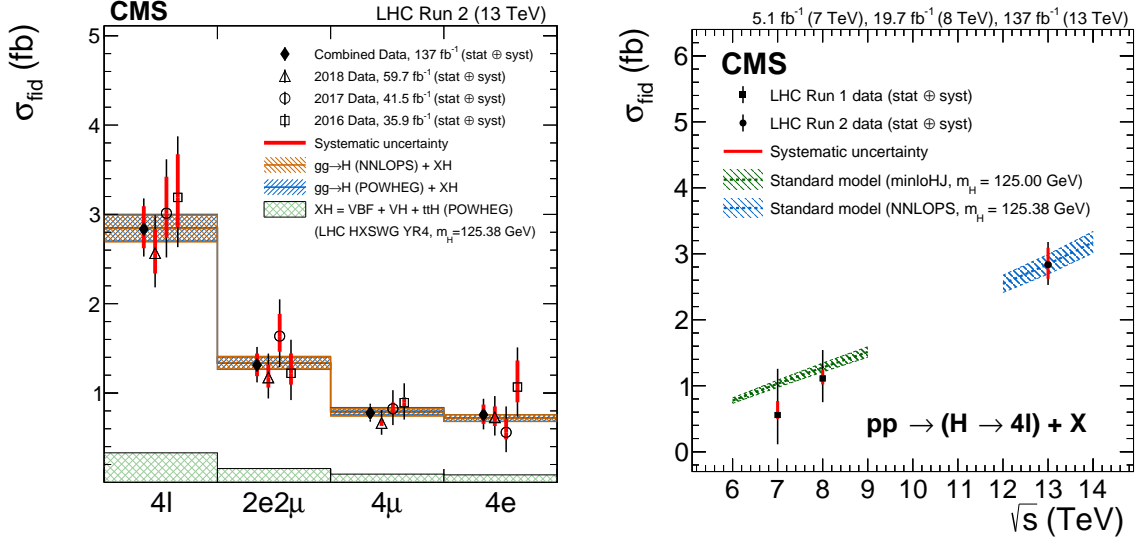 CMS
LHC Run 2 (13 TeV)
σfid (fb)
5
4
3
2
1
Combined Data, 137 fb⁻¹ (stat ⊕ syst)
2018 Data, 59.7 fb⁻¹ (stat ⊕ syst)
2017 Data, 41.5 fb⁻¹ (stat ⊕ syst)
2016 Data, 35.9 fb⁻¹ (stat ⊕ syst)
Systematic uncertainty
gg→H (NNLOPS) + XH
gg→H (POWHEG) + XH
XH = VBF + VH + ttH (POWHEG)
(LHC HXSWG YR4, mH=125.38 GeV)
4l
2e2μ
4μ
4e
5.1 fb⁻¹ (7 TeV), 19.7 fb⁻¹ (8 TeV), 137 fb⁻¹ (13 TeV)
σfid (fb)
6
5
4
3
2
1
0
CMS
LHC Run 1 data (stat ⊕ syst)
LHC Run 2 data (stat ⊕ syst)
Systematic uncertainty
Standard model (minloHJ, mH = 125.00 GeV)
Standard model (NNLOPS, mH = 125.38 GeV)
pp → (H → 4l) + X
6 7 8 9 10 11 12 13 14
√s (TeV)